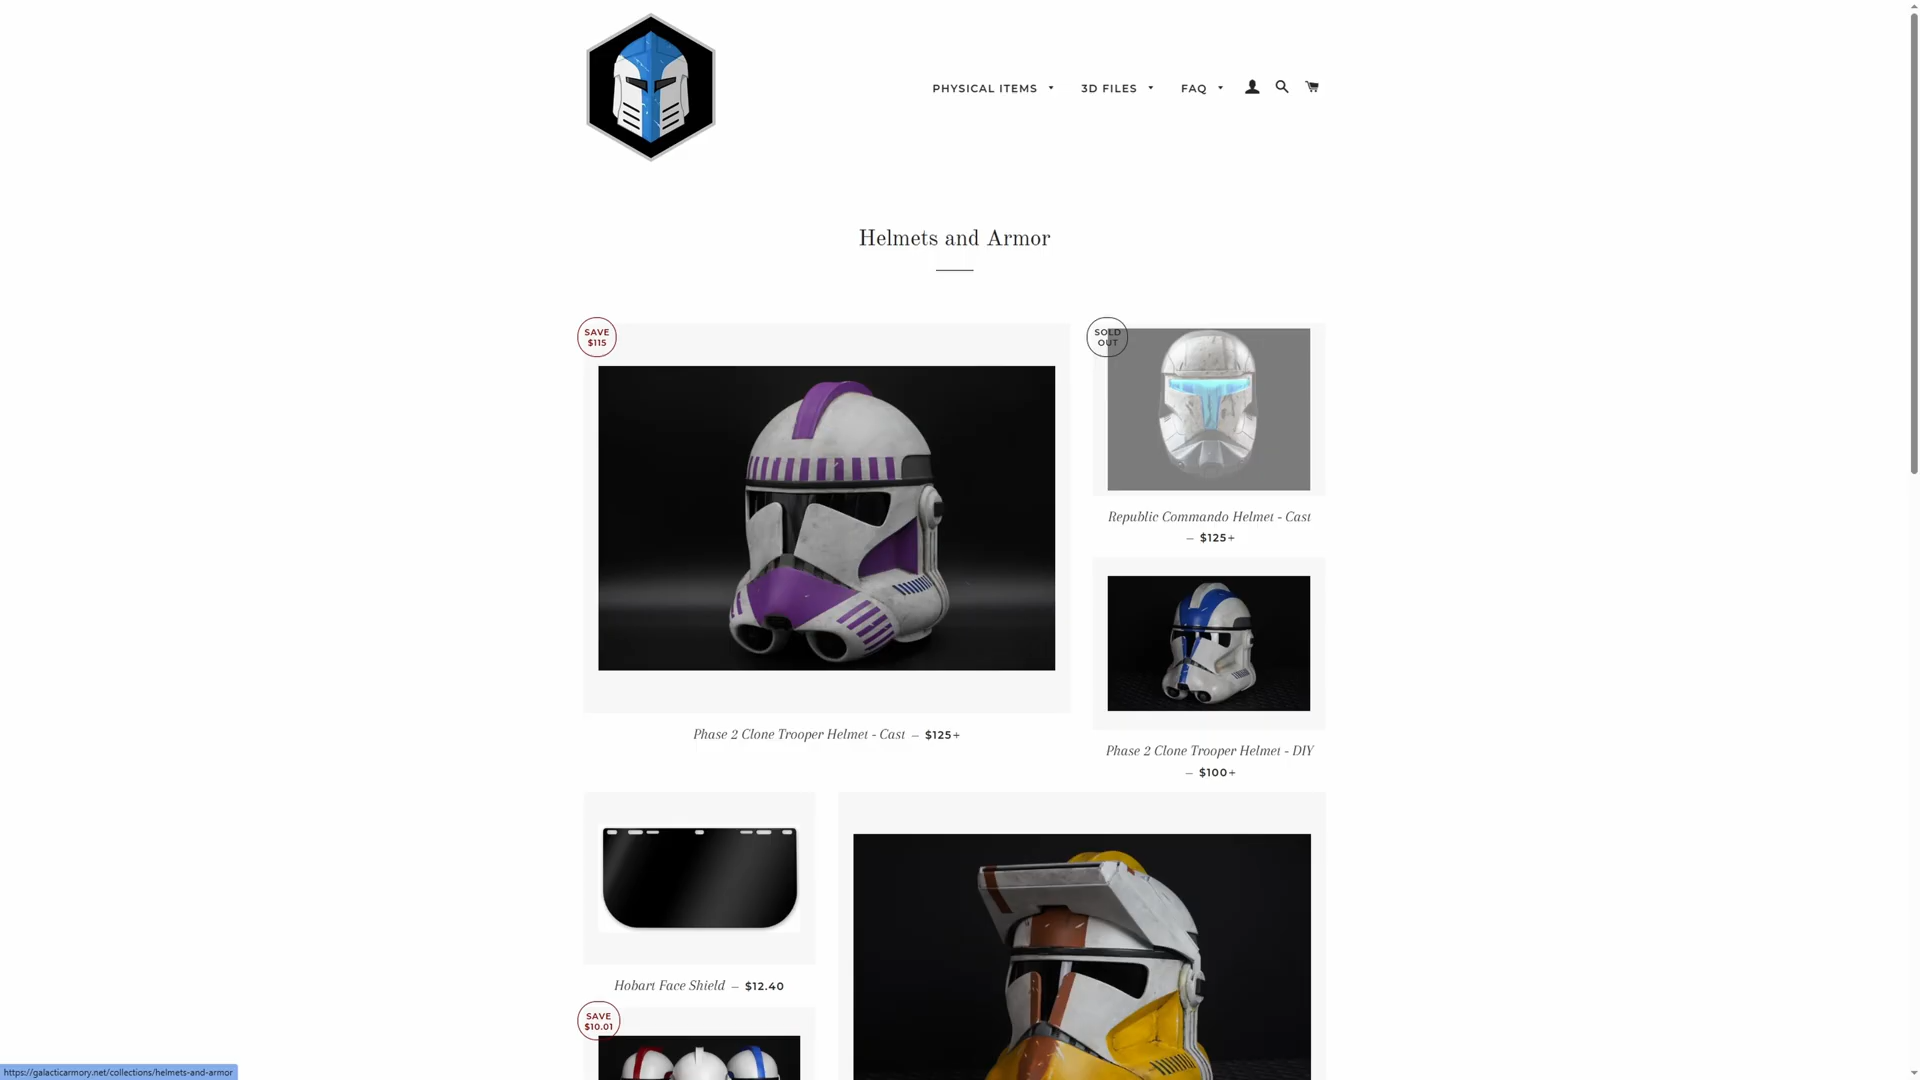 PHYSICAL ITEMS
3D FILES
FAQ
Helmets and Armor
SAVE
$115
SOLD
OUT
Republic Commando Helmet - Cast
— $125+
Phase 2 Clone Trooper Helmet - Cast — $125+
Phase 2 Clone Trooper Helmet - DIY
— $100+
Hobart Face Shield — $12.40
SAVE
$10.01
https://galacticarmory.net/collections/helmets-and-armor